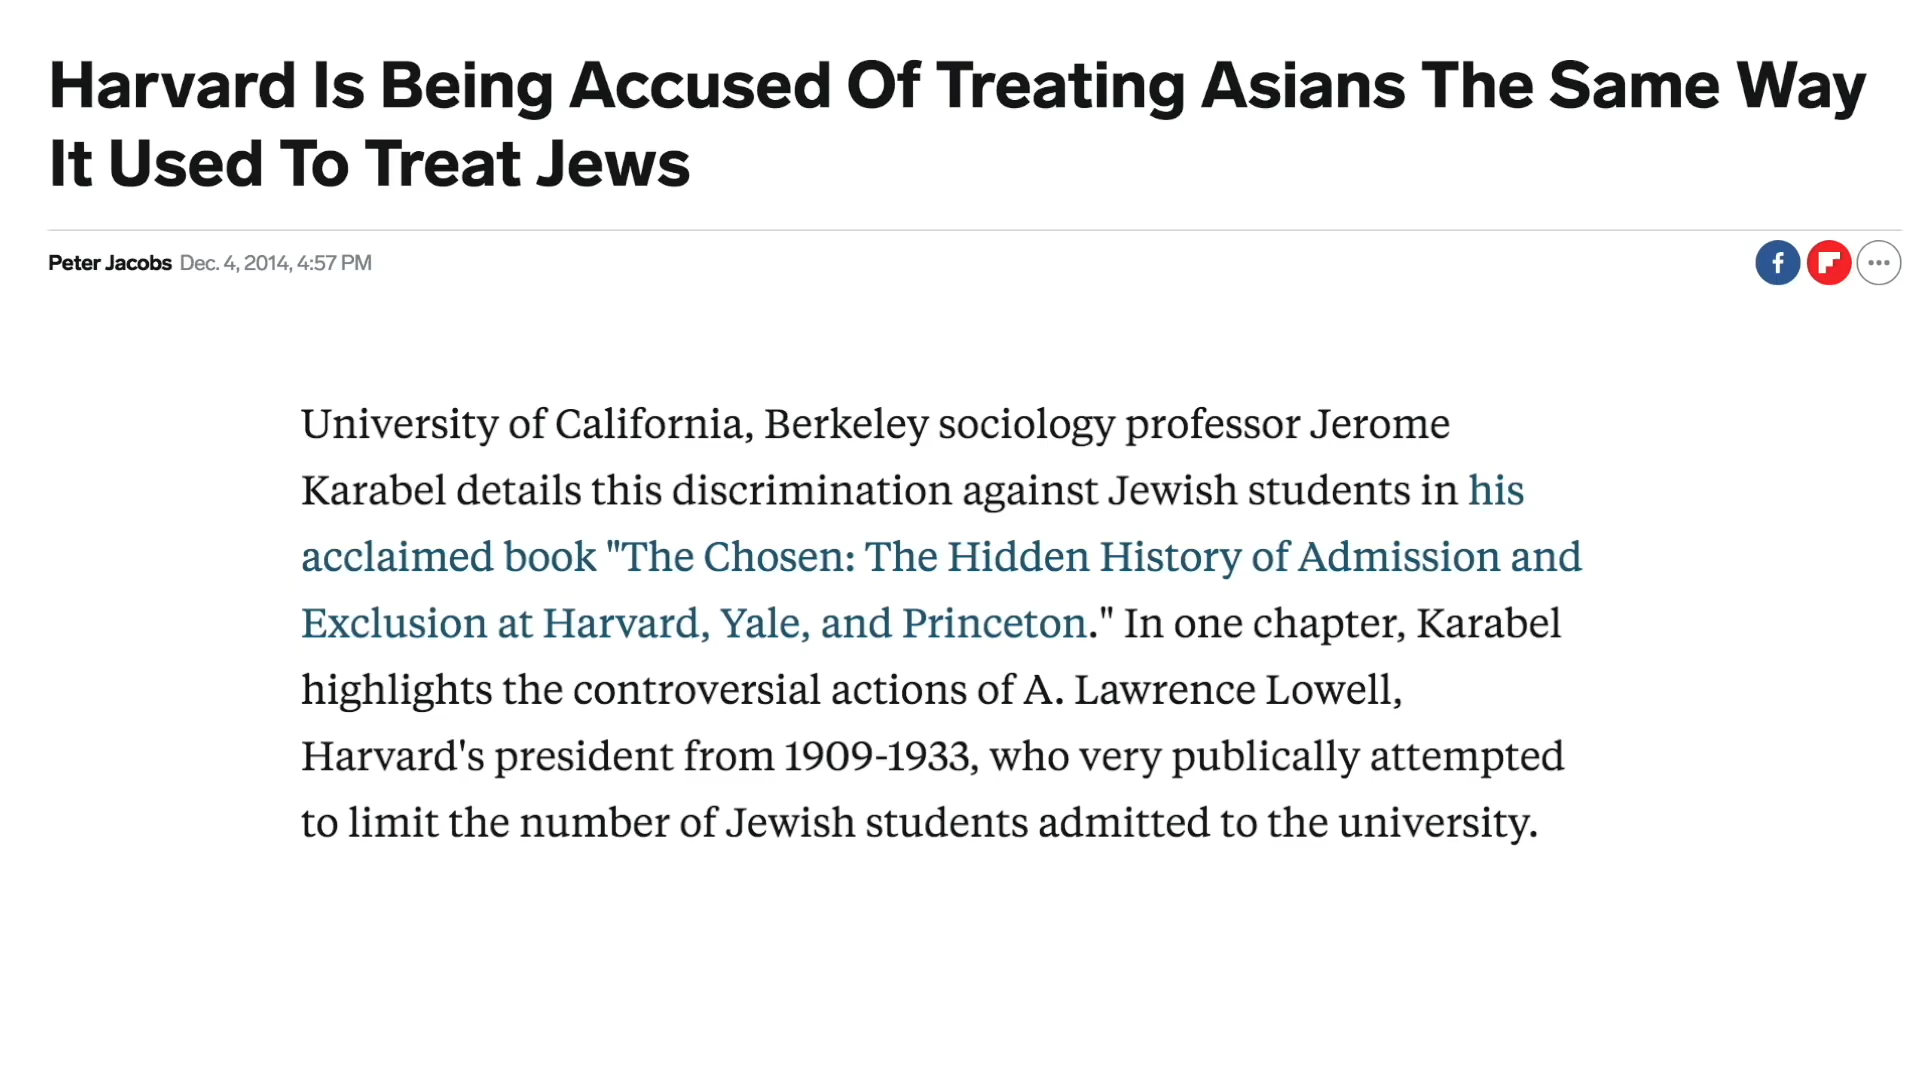 Harvard Is Being Accused Of Treating Asians The Same Way
It Used To Treat Jews
Peter Jacobs Dec. 4, 2014, 4:57 PM
University of California, Berkeley sociology professor Jerome
Karabel details this discrimination against Jewish students in his
acclaimed book "The Chosen: The Hidden History of Admission and
Exclusion at Harvard, Yale, and Princeton." In one chapter, Karabel
highlights the controversial actions of A. Lawrence Lowell,
Harvard's president from 1909-1933, who very publically attempted
to limit the number of Jewish students admitted to the university.